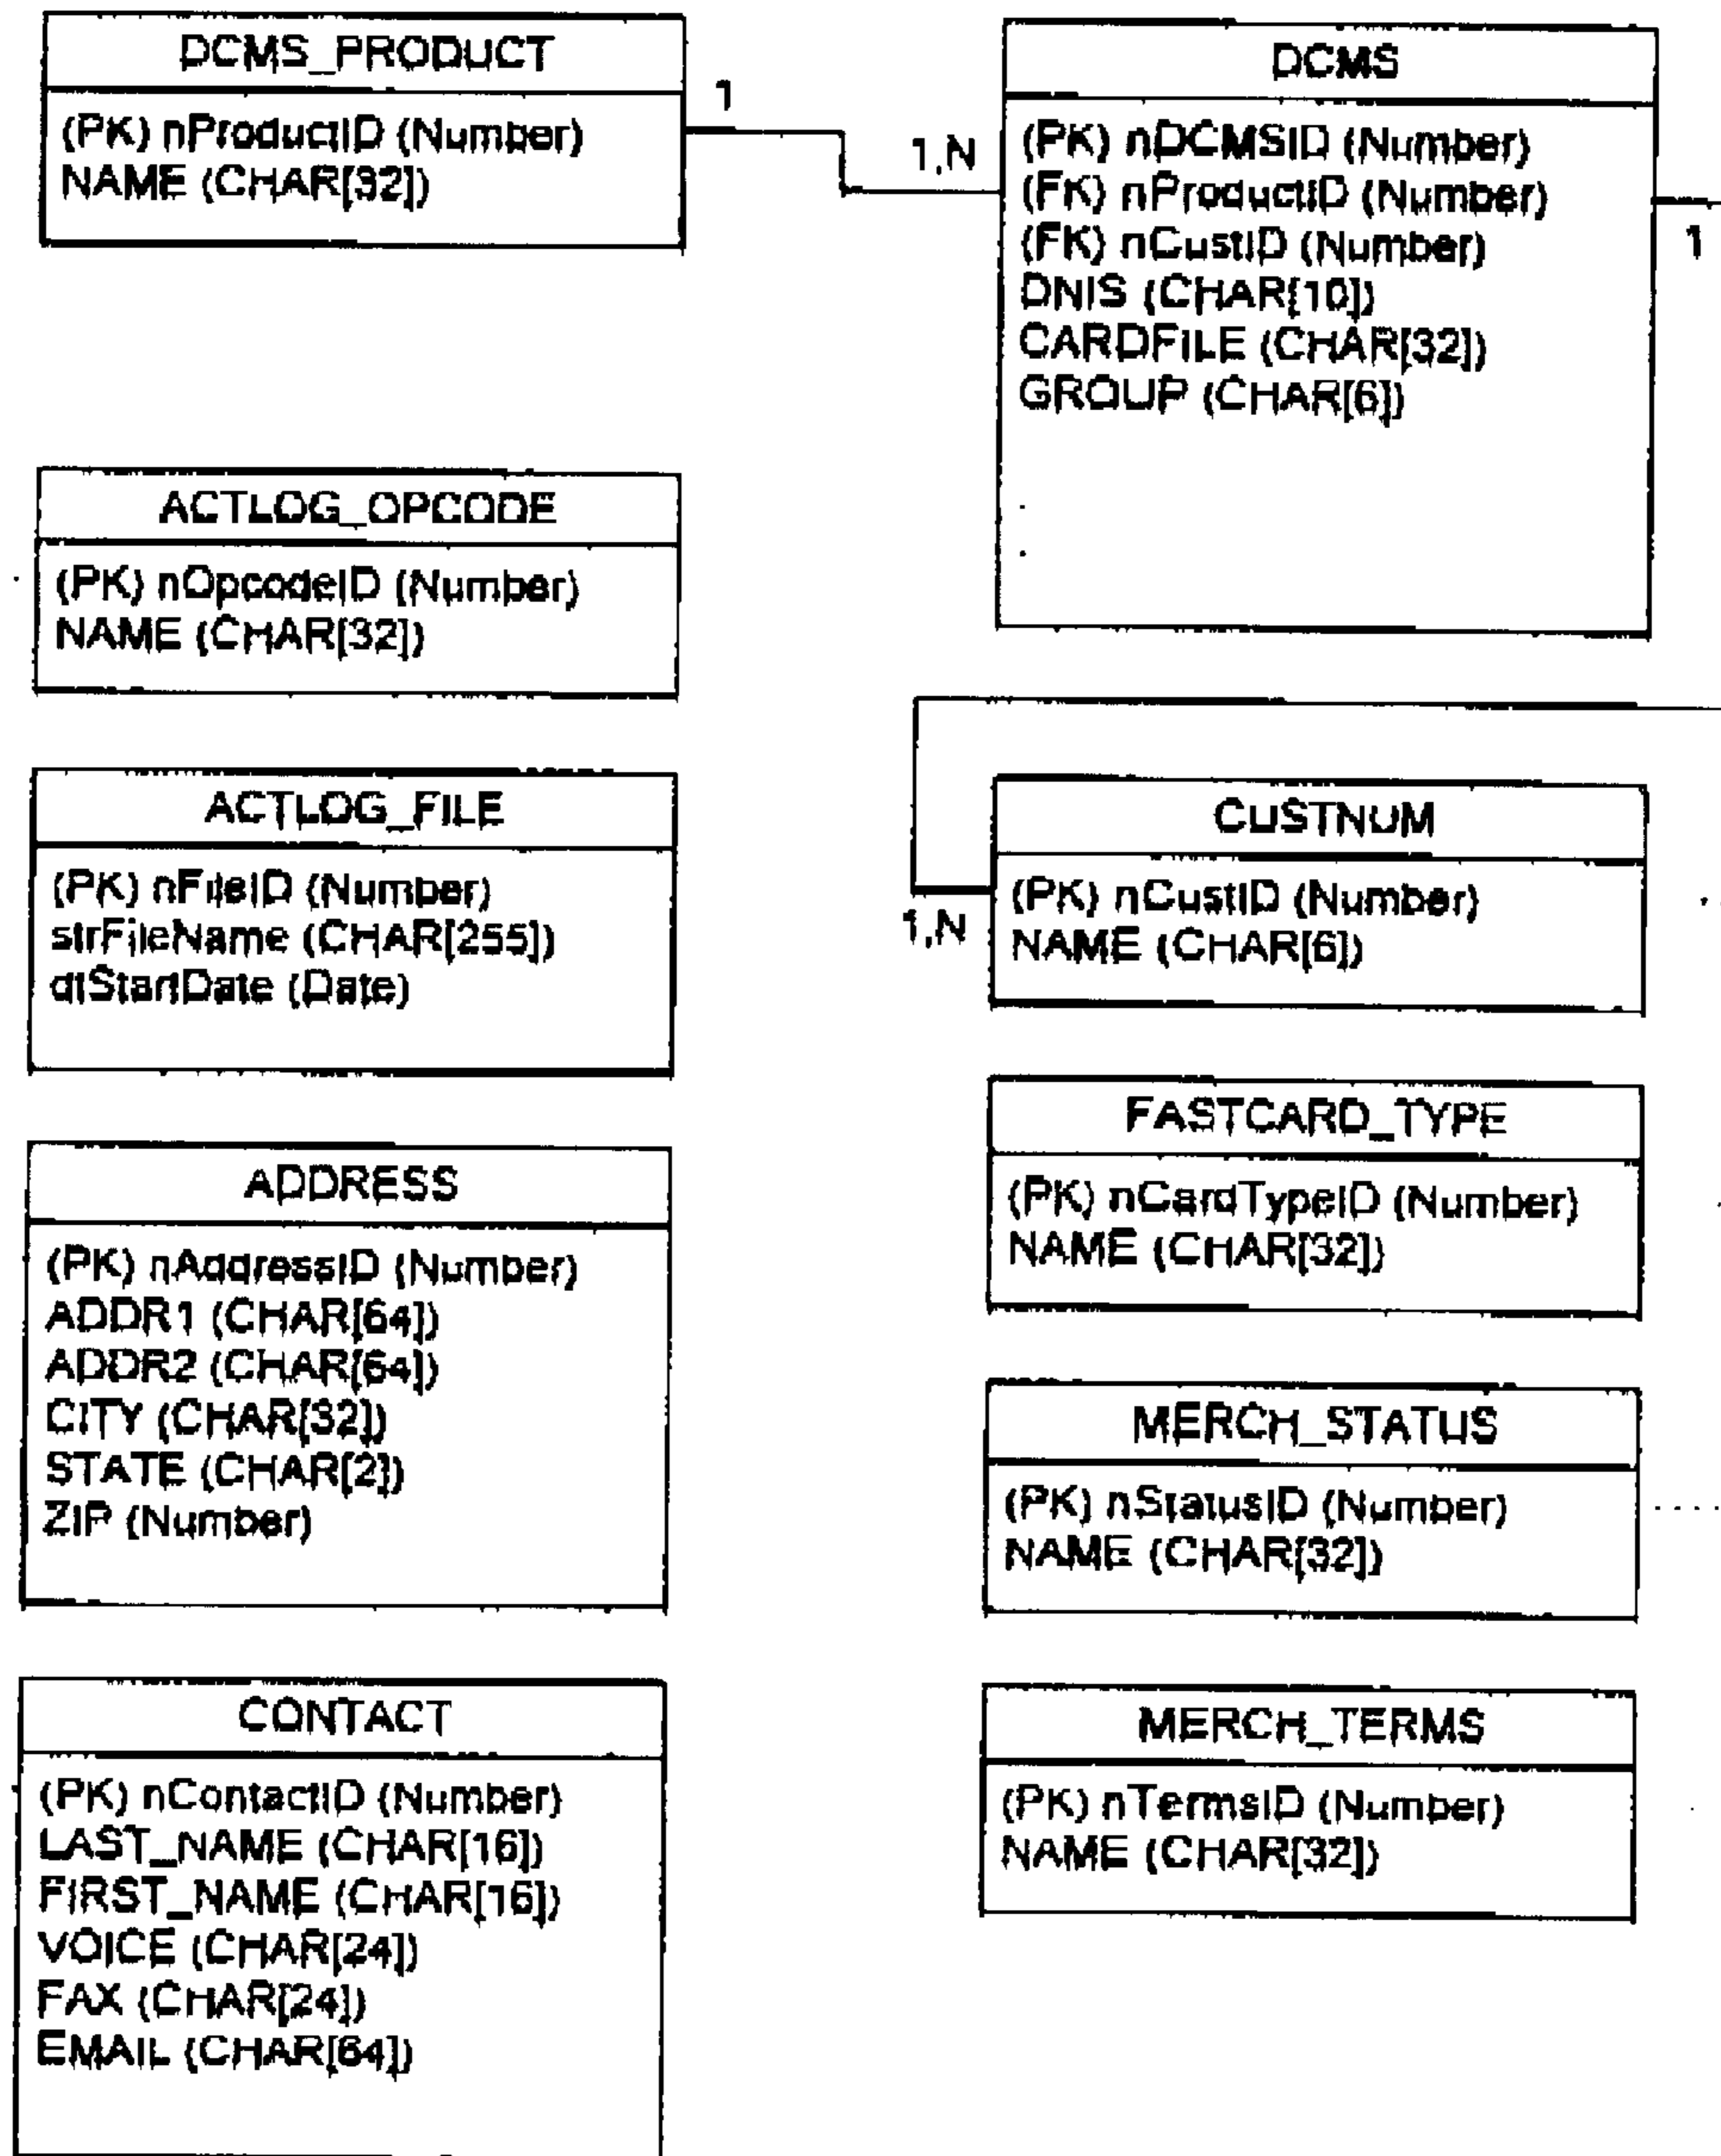 DCMS_PRODUCT
(PK) nProductID (Number)
NAME (CHAR[32])
1
1,N
DCMS
(PK) nDCMSID (Number)
(FK) nProductID (Number)
(FK) nCustID (Number)
DNIS (CHAR[10])
CARDFILE (CHAR[32])
GROUP (CHAR[6])
1
ACTLOG_OPCODE
(PK) nOpcodeID (Number)
NAME (CHAR[32])
ACTLOG_FILE
(PK) nFileID (Number)
strFileName (CHAR[255])
dtStartDate (Date)
1,N
CUSTNUM
(PK) nCustID (Number)
NAME (CHAR[6])
FASTCARD_TYPE
(PK) nCardTypeID (Number)
NAME (CHAR[32])
ADDRESS
(PK) nAddressID (Number)
ADDR1 (CHAR[64])
ADDR2 (CHAR[64])
CITY (CHAR[32])
STATE (CHAR[2])
ZIP (Number)
MERCH_STATUS
(PK) nStatusID (Number)
NAME (CHAR[32])
CONTACT
(PK) nContactID (Number)
LAST_NAME (CHAR[16])
FIRST_NAME (CHAR[16])
VOICE (CHAR[24])
FAX (CHAR[24])
EMAIL (CHAR[64])
MERCH_TERMS
(PK) nTermsID (Number)
NAME (CHAR[32])